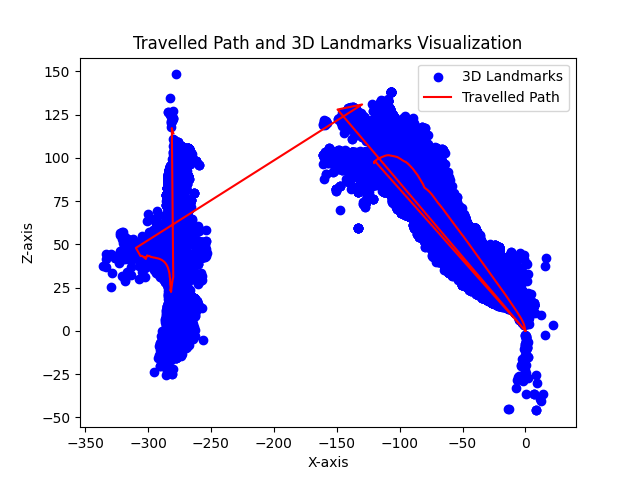 Travelled Path and 3D Landmarks Visualization
3D Landmarks
Travelled Path
150
125
100
75
50
25
0
−25
−50
Z-axis
−350 −300 −250 −200 −150 −100 −50 0
X-axis